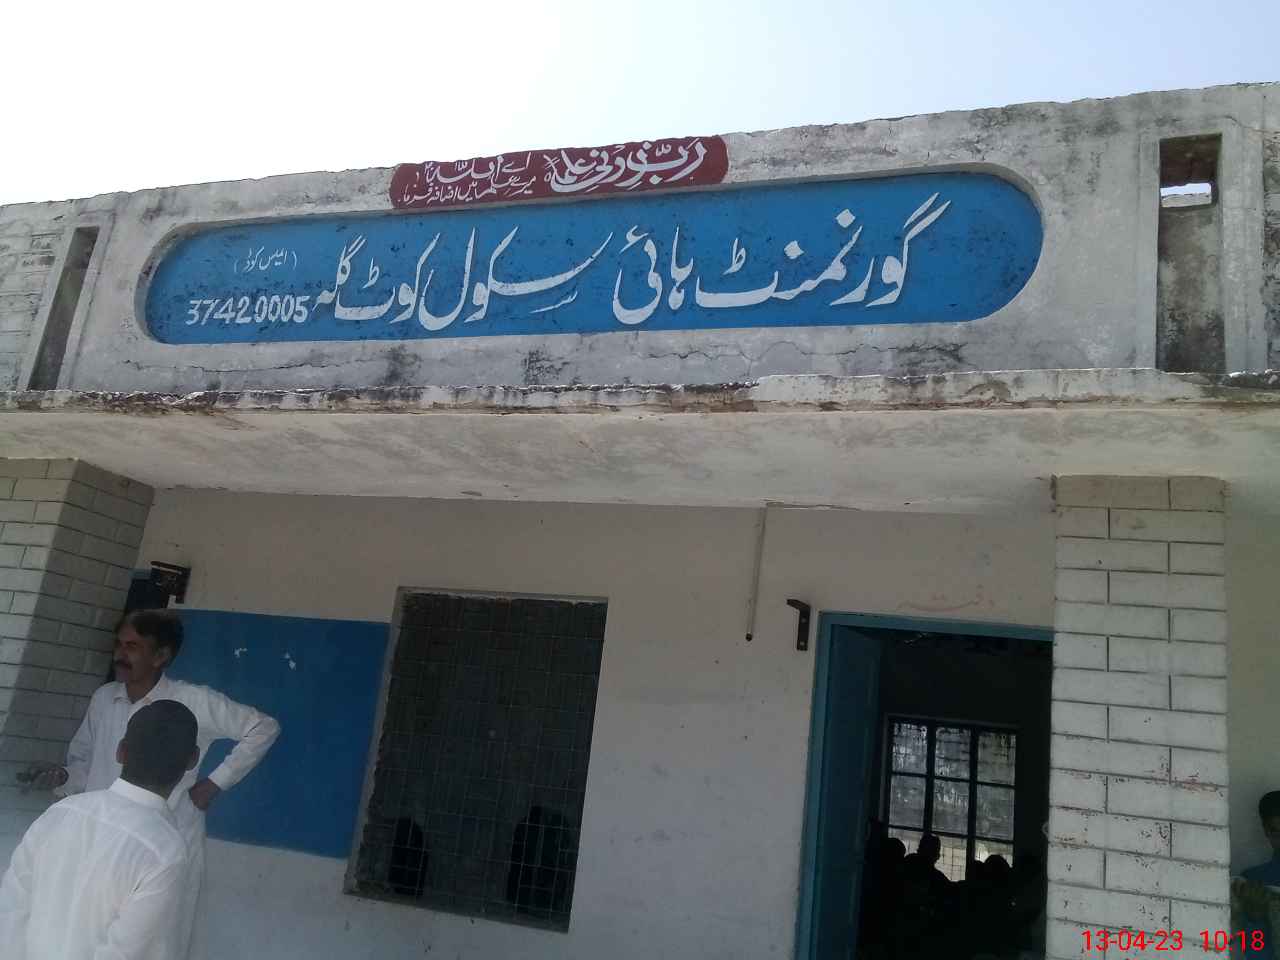 رَبِّ زِدْنِي عِلْمًا
اے اللہ! میرے علم میں اضافہ فرما۔
گورنمنٹ ہائی سکول کوٹ گلہ
(ایمس کوڈ)
37420005
دفتر
13-04-23 10:18